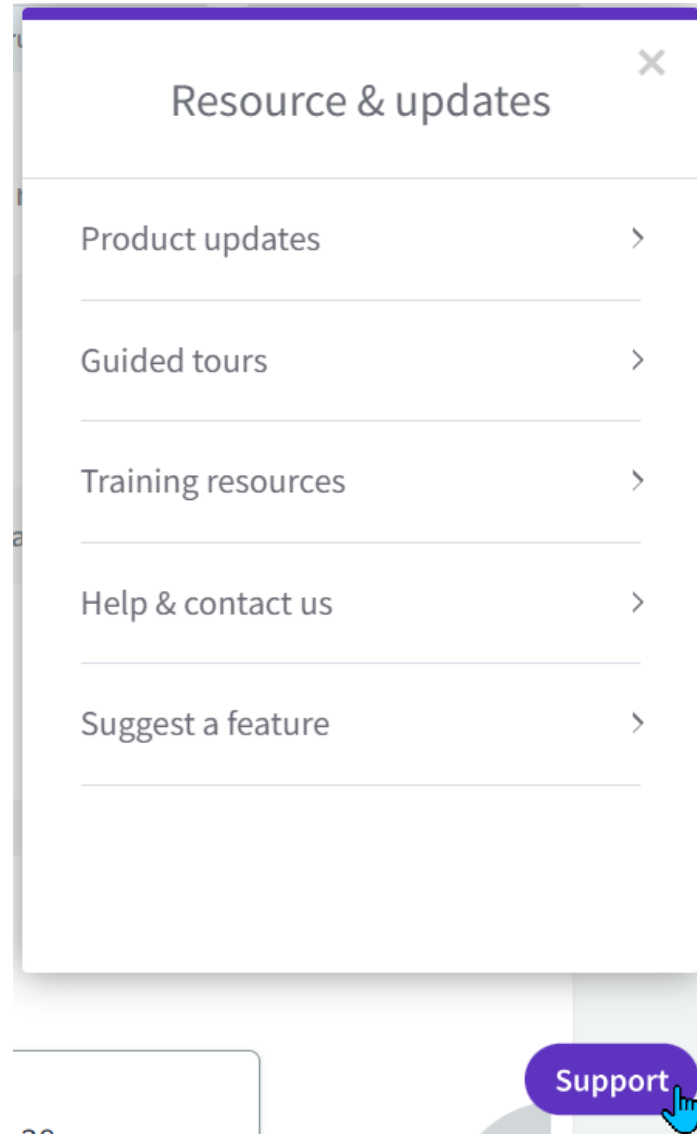 Resource & updates
Product updates
Guided tours
Training resources
Help & contact us
Suggest a feature
Support